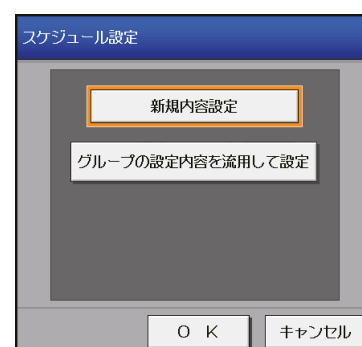 スケジュール設定
新規内容設定
グループの設定内容を流用して設定
O K
キャンセル